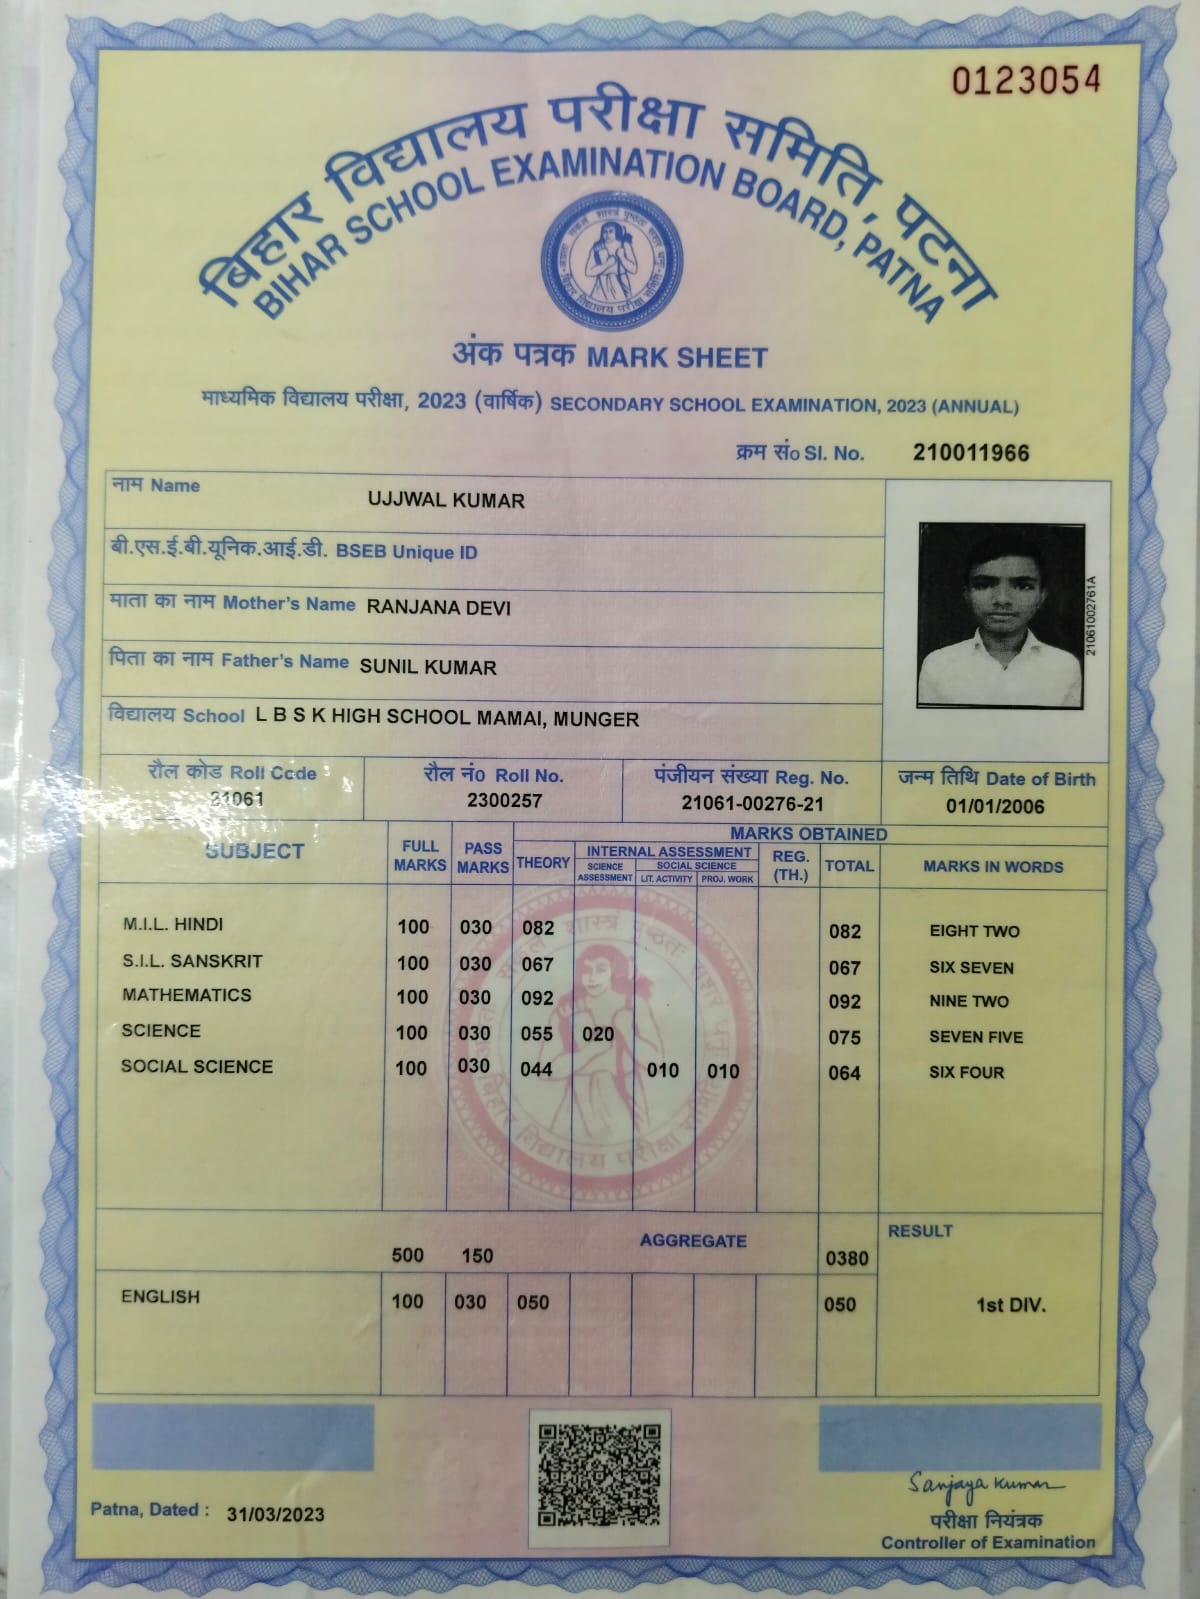 0123054
बिहार विद्यालय परीक्षा समिति, पटना
BIHAR SCHOOL EXAMINATION BOARD, PATNA
अंक पत्रक MARK SHEET
माध्यमिक विद्यालय परीक्षा, 2023 (वार्षिक) SECONDARY SCHOOL EXAMINATION, 2023 (ANNUAL)
क्रम सं० Sl. No. 210011966
नाम Name UJJWAL KUMAR
बी.एस.ई.बी.यूनिक.आई.डी. BSEB Unique ID
माता का नाम Mother's Name RANJANA DEVI
पिता का नाम Father's Name SUNIL KUMAR
विद्यालय School L B S K HIGH SCHOOL MAMAI, MUNGER
21061002761A
रौल कोड Roll Code रौल नं० Roll No. पंजीयन संख्या Reg. No. जन्म तिथि Date of Birth
21061 2300257 21061-00276-21 01/01/2006
SUBJECT FULL MARKS PASS MARKS MARKS OBTAINED
THEORY INTERNAL ASSESSMENT REG. (TH.) TOTAL MARKS IN WORDS
SCIENCE ASSESSMENT SOCIAL SCIENCE
LIT. ACTIVITY PROJ. WORK
M.I.L. HINDI 100 030 082 082 EIGHT TWO
S.I.L. SANSKRIT 100 030 067 067 SIX SEVEN
MATHEMATICS 100 030 092 092 NINE TWO
SCIENCE 100 030 055 020 075 SEVEN FIVE
SOCIAL SCIENCE 100 030 044 010 010 064 SIX FOUR
बिहार विद्यालय परीक्षा समिति
AGGREGATE RESULT
500 150 0380
ENGLISH 100 030 050 050 1st DIV.
Patna, Dated : 31/03/2023
Sanjaya Kumar
परीक्षा नियंत्रक
Controller of Examination